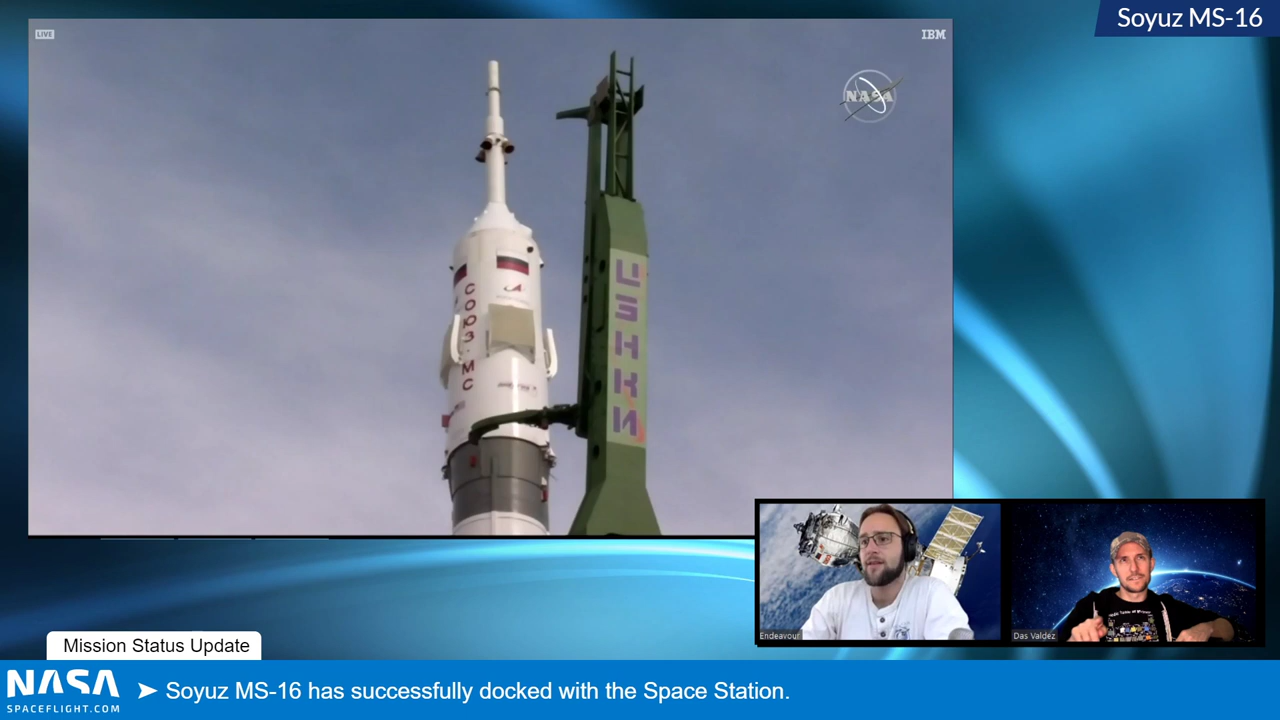 Soyuz MS-16
LIVE
IBM
NASA
СОЮЗ·МС
ЦЭНКИ
Endeavour
Das Valdez
Mission Status Update
NASA
SPACEFLIGHT.COM
➤ Soyuz MS-16 has successfully docked with the Space Station.